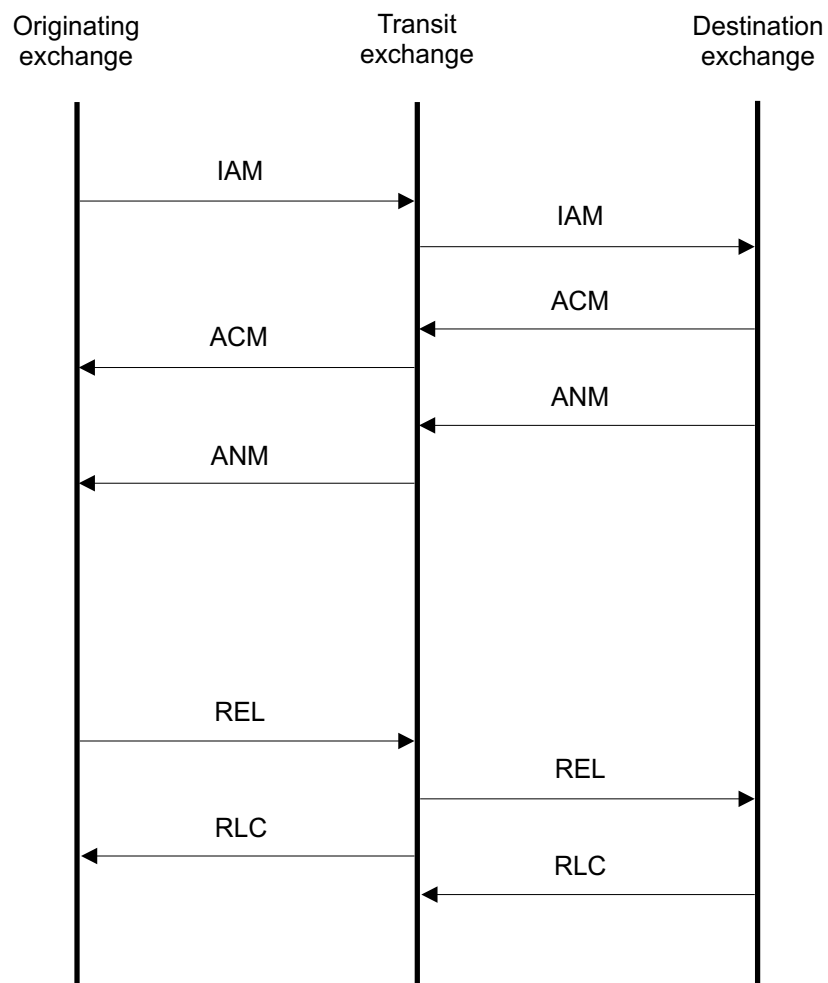 Originating
exchange
Transit
exchange
Destination
exchange
IAM
IAM
ACM
ACM
ANM
ANM
REL
REL
RLC
RLC